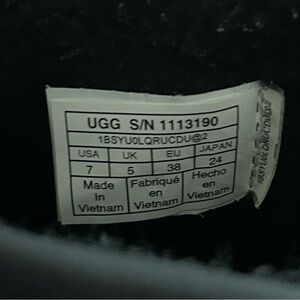 UGG S/N 1113190
1BSYU0LQRUCDU@2
USA UK EU JAPAN
7 5 38 24
Made Fabriqué Hecho
in en en
Vietnam Vietnam Vietnam